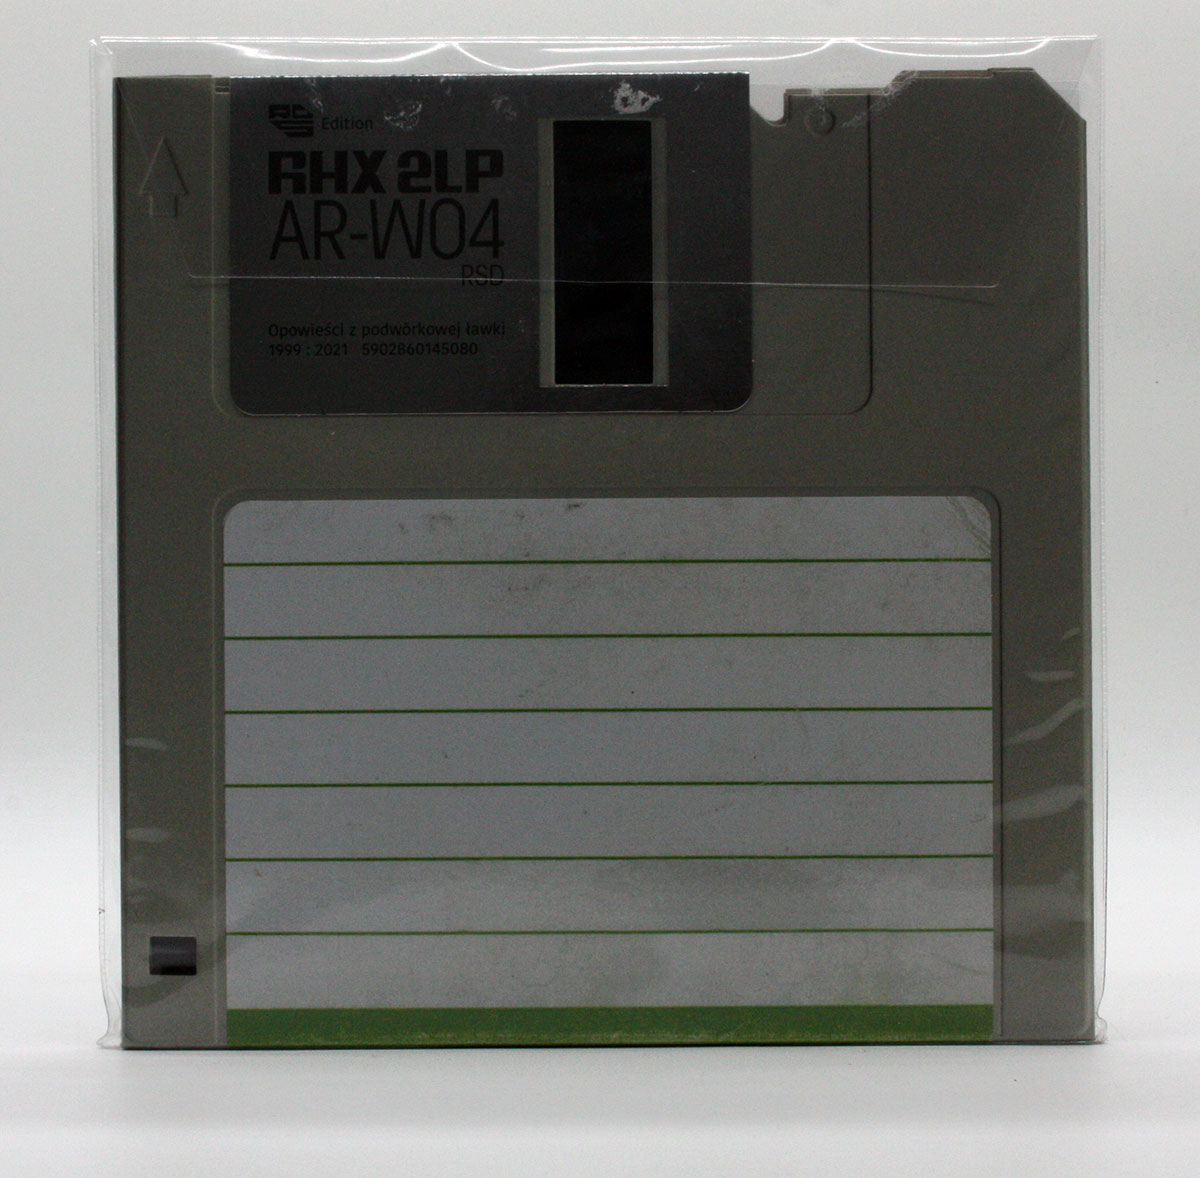 Edition
RHX 2LP
AR-W04
RSD
Opowieści z podwórkowej ławki
1999 : 2021 5902860145080